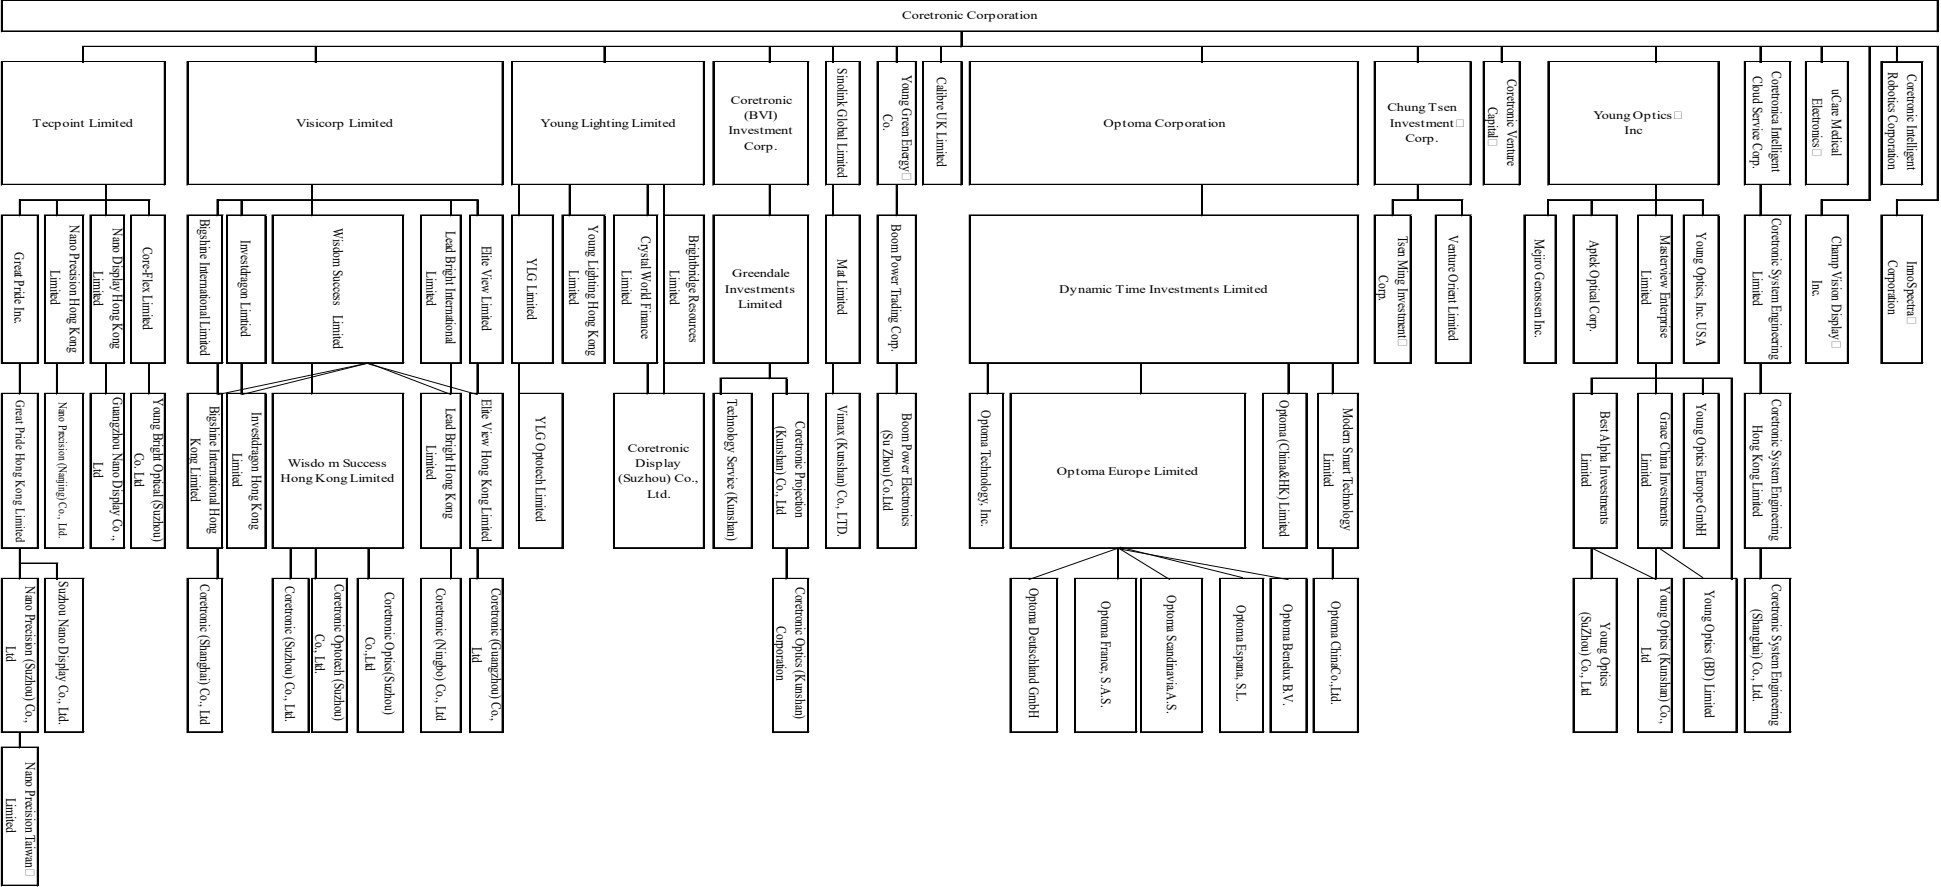 Coretronic Corporation
Tecpoint Limited
Visicorp Limited
Young Lighting Limited
Coretronic
(BVI)
Investment
Corp.
Sinolink Global Limited
Young Green Energy□
Co.
Calibre UK Limited
Optoma Corporation
Chung Tsen
Investment□
Corp.
Coretronic Venture
Capital□
Young Optics□
Inc
Coretronica Intelligent
Cloud Service Corp.
uCare Medical
Electronics□
Coretronic Intelligent
Robotics Corporation
Great Pride Inc.
Nano Precision Hong Kong
Limited
Nano Display Hong Kong
Limited
Core-Flex Limited
Bigshine International Limited
Investdragon Limtied
Wisdom Success Limited
Lead Bright International
Limited
Elite View Limited
YLG Limited
Young Lighting Hong Kong
Limited
Crystal World Finance
Limited
Brightbridge Resources
Limited
Greendale
Investments
Limited
Mat Limited
Boom Power Trading Corp.
Dynamic Time Investments Limited
Tsen Ming Investment□
Corp.
Venture Orient Limited
Mejiro Genossen Inc.
Aptek Optical Corp.
Masterview Enterprise
Limited
Young Optics, Inc. USA
Coretronic System Engineering
Limited
Champ Vision Display□
Inc.
InnoSpectra□
Corporation
Great Pride Hong Kong Limited
Nano Precision (Nanjing) Co., Ltd.
Guangzhou Nano Display Co .,
Ltd
Young Bright Optical (Suzhou)
Co. Ltd
Bigshine International Hong
Kong Limited
Investdragon Hong Kong
Limited
Wisdo m Success
Hong Kong Limited
Lead Bright Hong Kong
Limited
Elite View Hong Kong Limited
YLG Optotech Limited
Coretronic
Display
(Suzhou) Co.,
Ltd.
Technology Service (Kunshan)
Coretronic Projection
(Kunshan) Co., Ltd
Vimax (Kunshan) Co., LTD.
Boom Power Electronics
(Su Zhou) Co.Ltd
Optoma Technology, Inc.
Optoma Europe Limited
Optoma (China&HK) Limited
Modern Smart Technology
Limited
Best Alpha Investments
Limited
Grace China Investments
Limited
Young Optics Europe GmbH
Coretronic System Engineering
Hong Kong Limited
Nano Precision (Suzhou) Co.,
Ltd
Suzhou Nano Display Co., Ltd.
Coretronic (Shanghai) Co., Ltd
Coretronic (Suzhou) Co., Ltd.
Coretronic Optotech (Suzhou)
Co., Ltd.
Coretronic Optics(Suzhou)
Co.,Ltd
Coretronic (Ningbo) Co., Ltd
Coretronic (Guangzhou) Co.,
Ltd
Coretronic Optics (Kunshan)
Corporation
Optoma Deutschland GmbH
Optoma France, S.A.S.
Optoma Scandinavia.A.S.
Optoma Espana, S.L.
Optoma Benelux B.V.
Optoma ChinaCo.,Ltd.
Young Optics
(SuZhou) Co., Ltd
Young Optics (Kunshan) Co.,
Ltd
Young Optics (BD) Limited
Coretronic System Engineering
(Shanghai) Co., Ltd.
Nano Precision Taiwan□
Limited